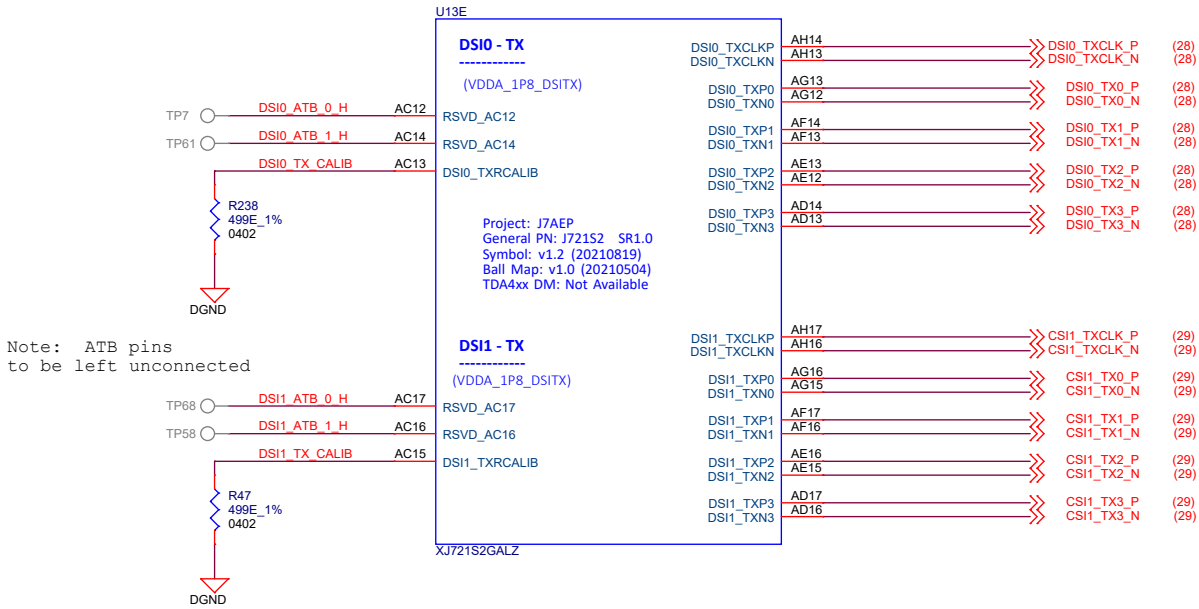 U13E
DSI0 - TX
------------
(VDDA_1P8_DSITX)
TP7 DSI0_ATB_0_H AC12 RSVD_AC12
TP61 DSI0_ATB_1_H AC14 RSVD_AC14
DSI0_TX_CALIB AC13 DSI0_TXRCALIB
R238
499E_1%
0402
DGND
DSI0_TXCLKP AH14 DSI0_TXCLK_P (28)
DSI0_TXCLKN AH13 DSI0_TXCLK_N (28)
DSI0_TXP0 AG13 DSI0_TX0_P (28)
DSI0_TXN0 AG12 DSI0_TX0_N (28)
DSI0_TXP1 AF14 DSI0_TX1_P (28)
DSI0_TXN1 AF13 DSI0_TX1_N (28)
DSI0_TXP2 AE13 DSI0_TX2_P (28)
DSI0_TXN2 AE12 DSI0_TX2_N (28)
DSI0_TXP3 AD14 DSI0_TX3_P (28)
DSI0_TXN3 AD13 DSI0_TX3_N (28)
Project: J7AEP
General PN: J721S2 SR1.0
Symbol: v1.2 (20210819)
Ball Map: v1.0 (20210504)
TDA4xx DM: Not Available
Note: ATB pins
to be left unconnected
DSI1 - TX
------------
(VDDA_1P8_DSITX)
TP68 DSI1_ATB_0_H AC17 RSVD_AC17
TP58 DSI1_ATB_1_H AC16 RSVD_AC16
DSI1_TX_CALIB AC15 DSI1_TXRCALIB
R47
499E_1%
0402
DGND
DSI1_TXCLKP AH17 CSI1_TXCLK_P (29)
DSI1_TXCLKN AH16 CSI1_TXCLK_N (29)
DSI1_TXP0 AG16 CSI1_TX0_P (29)
DSI1_TXN0 AG15 CSI1_TX0_N (29)
DSI1_TXP1 AF17 CSI1_TX1_P (29)
DSI1_TXN1 AF16 CSI1_TX1_N (29)
DSI1_TXP2 AE16 CSI1_TX2_P (29)
DSI1_TXN2 AE15 CSI1_TX2_N (29)
DSI1_TXP3 AD17 CSI1_TX3_P (29)
DSI1_TXN3 AD16 CSI1_TX3_N (29)
XJ721S2GALZ